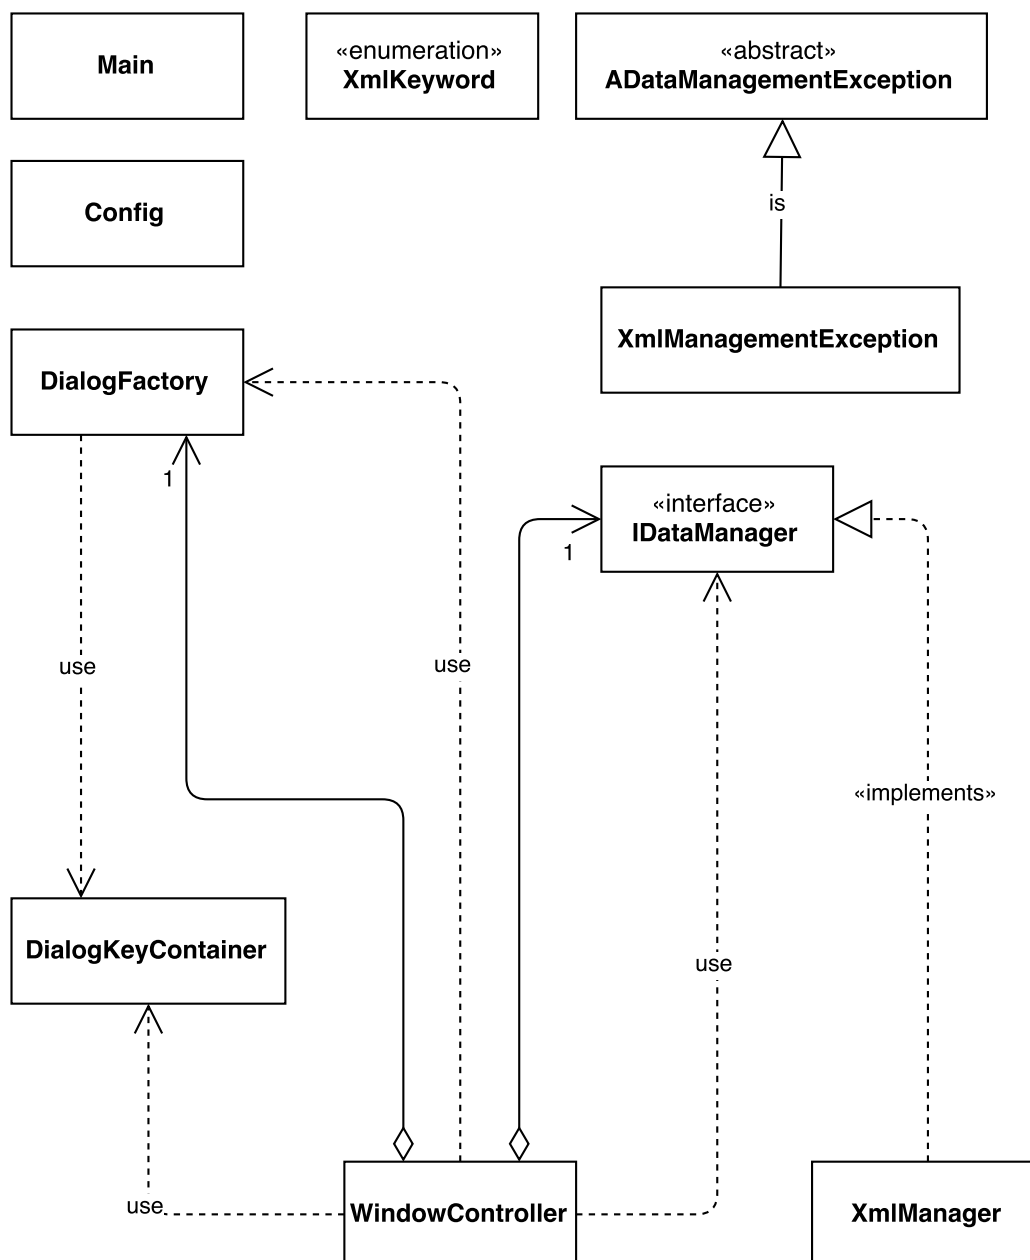 Main
«enumeration»
XmlKeyword
«abstract»
ADataManagementException
Config
is
XmlManagementException
DialogFactory
1
«interface»
IDataManager
1
use
use
«implements»
DialogKeyContainer
use
use
WindowController
XmlManager